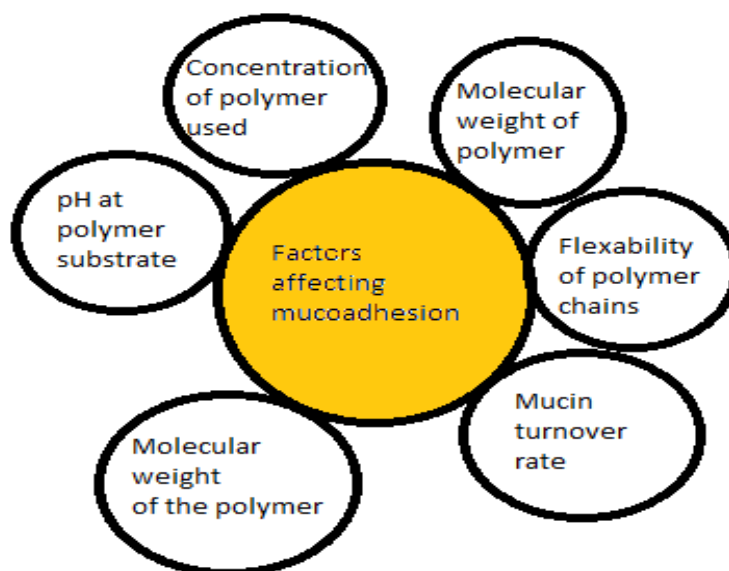 Concentration
of polymer
used
Molecular
weight of
polymer
pH at
polymer
substrate
Factors
affecting
mucoadhesion
Flexability
of polymer
chains
Mucin
turnover
rate
Molecular
weight
of the polymer